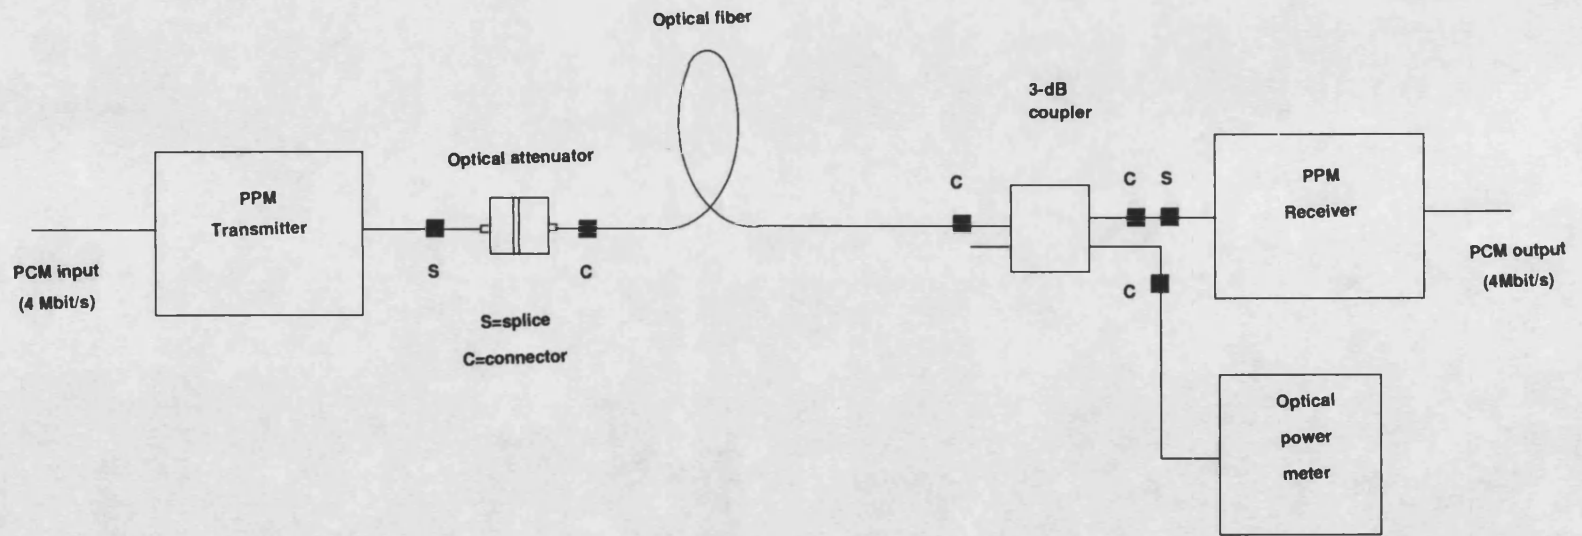 Optical fiber
3-dB
coupler
Optical attenuator
PPM
Transmitter
C
C
S
PPM
Receiver
PCM input
(4 Mbit/s)
S
C
C
PCM output
(4Mbit/s)
S=splice
C=connector
Optical
power
meter